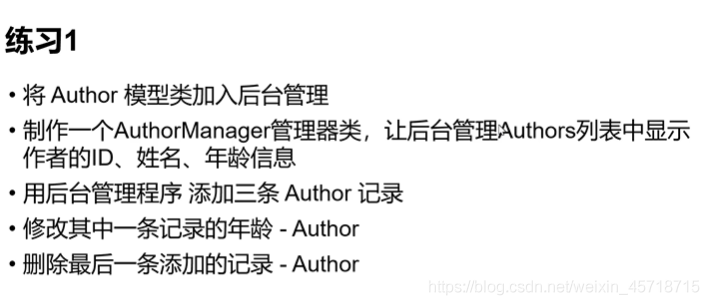 练习1
• 将 Author 模型类加入后台管理
• 制作一个AuthorManager管理器类，让后台管理Authors列表中显示
作者的ID、姓名、年龄信息
• 用后台管理程序 添加三条 Author 记录
• 修改其中一条记录的年龄 - Author
• 删除最后一条添加的记录 - Author
https://blog.csdn.net/weixin_45718715